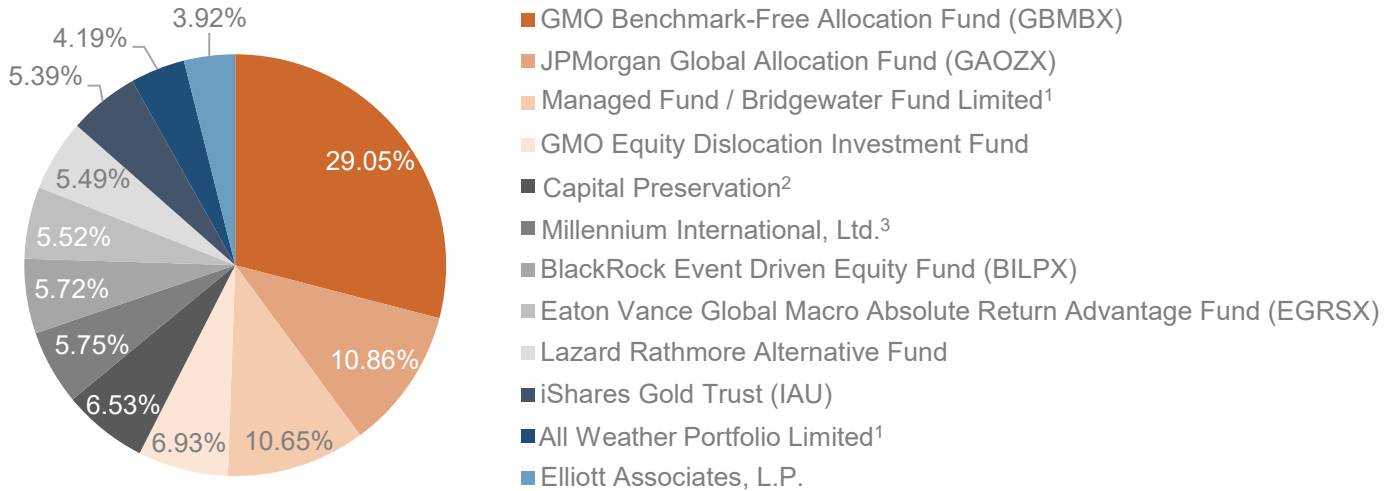 3.92%
4.19%
5.39%
29.05%
5.49%
5.52%
5.72%
5.75%
10.86%
6.53%
6.93%
10.65%
GMO Benchmark-Free Allocation Fund (GBMBX)
JPMorgan Global Allocation Fund (GAOZX)
Managed Fund / Bridgewater Fund Limited¹
GMO Equity Dislocation Investment Fund
Capital Preservation²
Millennium International, Ltd.³
BlackRock Event Driven Equity Fund (BILPX)
Eaton Vance Global Macro Absolute Return Advantage Fund (EGRSX)
Lazard Rathmore Alternative Fund
iShares Gold Trust (IAU)
All Weather Portfolio Limited¹
Elliott Associates, L.P.